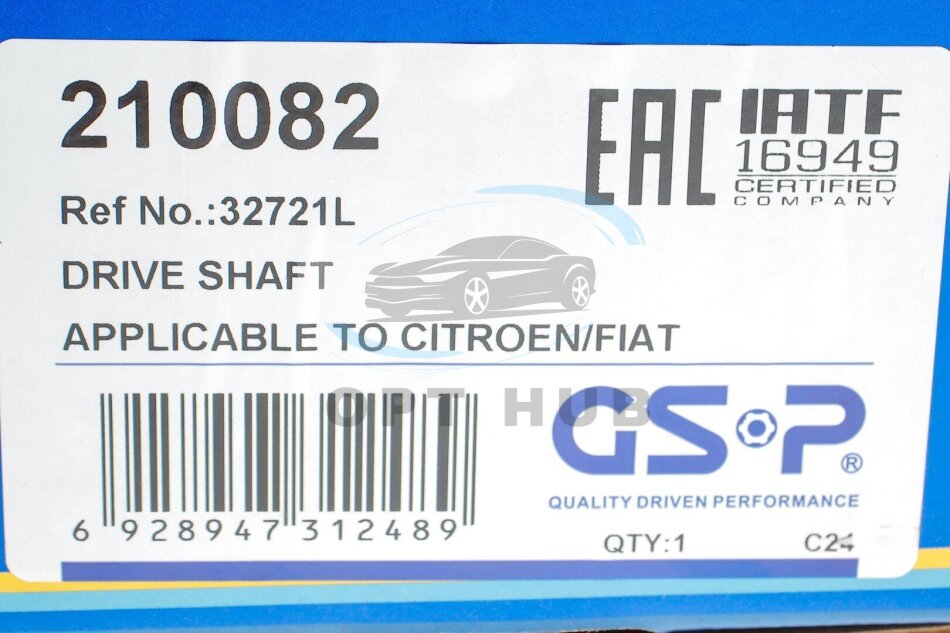 210082
EAC
IATF
16949
CERTIFIED
COMPANY
Ref No.:32721L
DRIVE SHAFT
APPLICABLE TO CITROEN/FIAT
OPT HUB
GSP®
QUALITY DRIVEN PERFORMANCE
6 928947 312489
QTY:1
C24